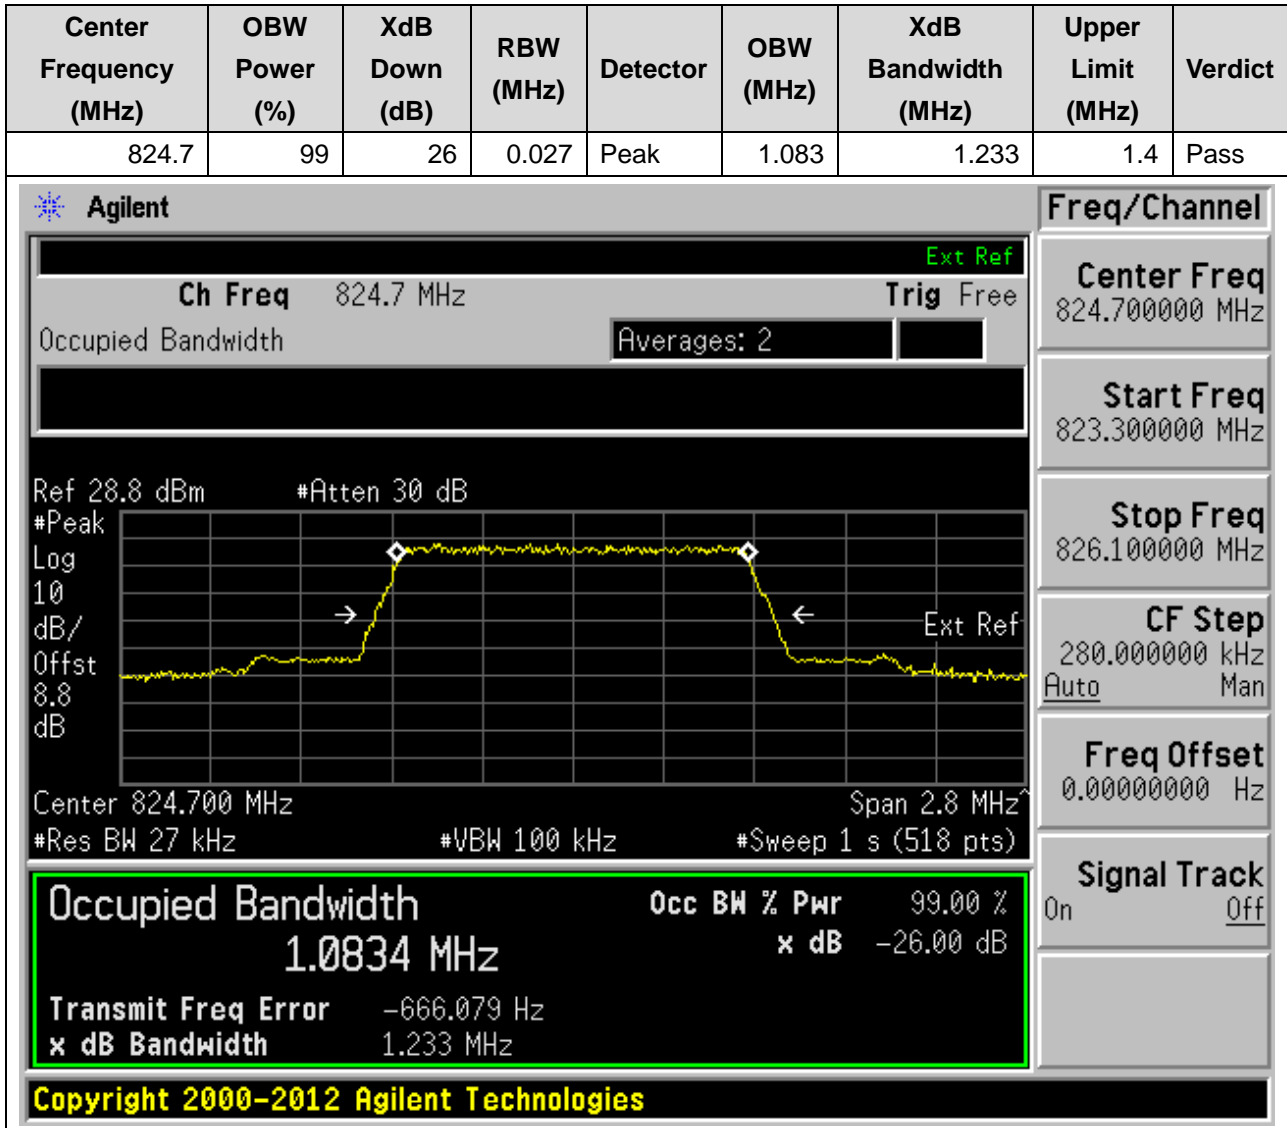 Center Frequency (MHz) OBW Power (%) XdB Down (dB) RBW (MHz) Detector OBW (MHz) XdB Bandwidth (MHz) Upper Limit (MHz) Verdict
824.7 99 26 0.027 Peak 1.083 1.233 1.4 Pass
Agilent
Freq/Channel
Ext Ref
Ch Freq 824.7 MHz Trig Free
Occupied Bandwidth Averages: 2
Center Freq
824.700000 MHz
Start Freq
823.300000 MHz
Stop Freq
826.100000 MHz
CF Step
280.000000 kHz
Auto Man
Freq Offset
0.00000000 Hz
Signal Track
On Off
Ref 28.8 dBm #Atten 30 dB
#Peak
Log
10
dB/
Offst
8.8
dB
Ext Ref
Center 824.700 MHz Span 2.8 MHz^
#Res BW 27 kHz #VBW 100 kHz #Sweep 1 s (518 pts)
Occupied Bandwidth Occ BW % Pwr 99.00 %
1.0834 MHz x dB -26.00 dB
Transmit Freq Error -666.079 Hz
x dB Bandwidth 1.233 MHz
Copyright 2000-2012 Agilent Technologies